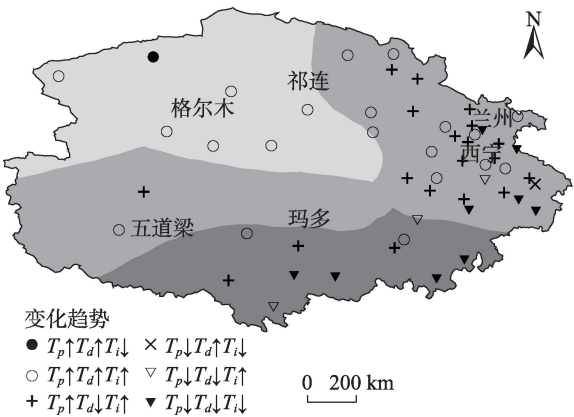 N
祁连
格尔木
兰州
西宁
五道梁
玛多
变化趋势
● Tp↑Td↑Ti↓ × Tp↓Td↑Ti↓
○ Tp↑Td↑Ti↑ ▽ Tp↓Td↓Ti↑
+ Tp↑Td↓Ti↑ ▼ Tp↓Td↓Ti↓
0 200 km